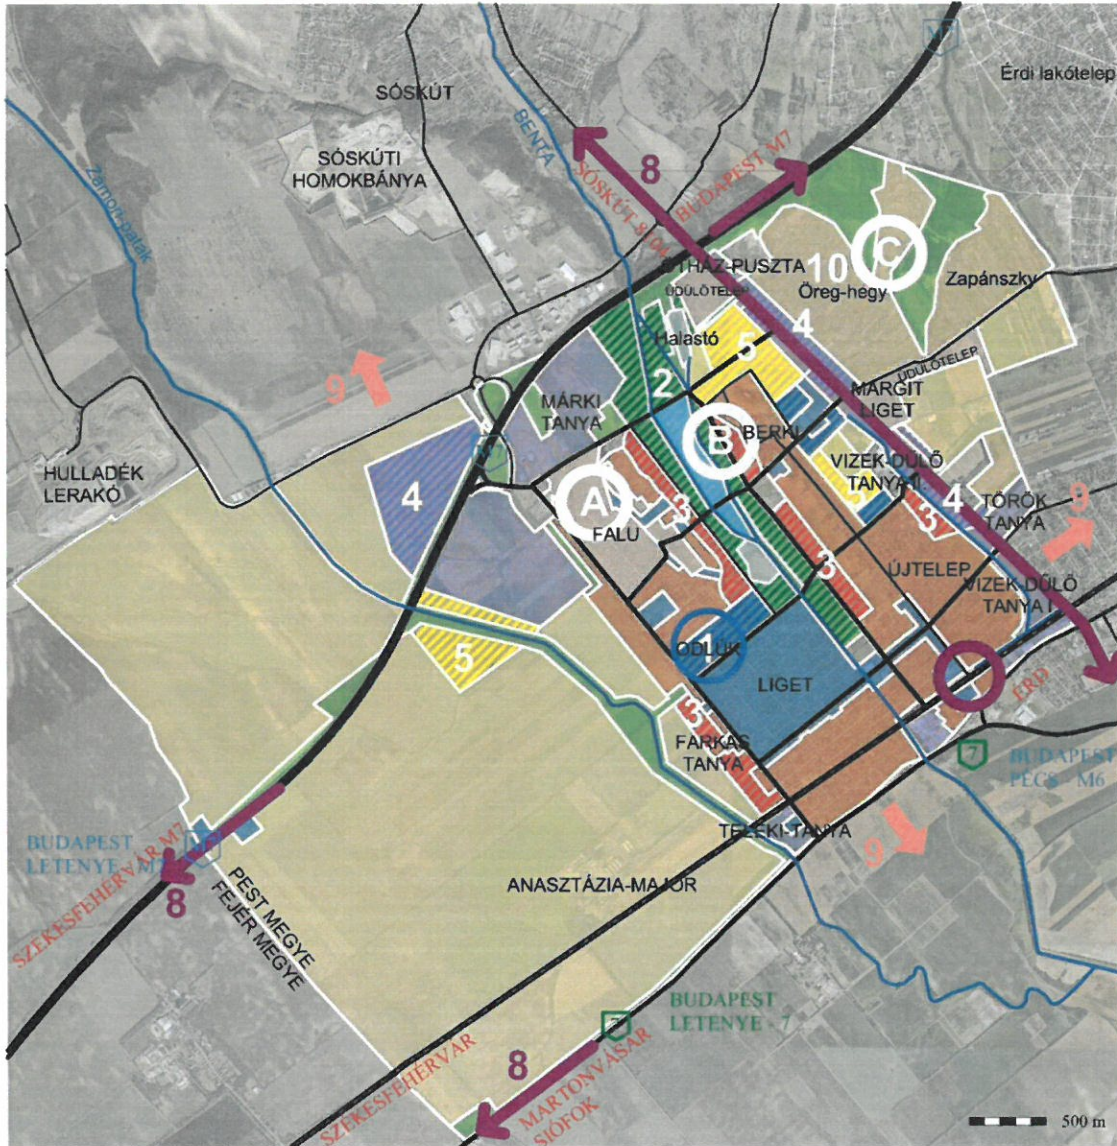 M7
Érdi lakótelep
SÓSKÚT
BENTA
8
SÓSKÚTI
HOMOKBÁNYA
SÓSKÚT 8104
BUDAPEST M7
Zámori-patak
C
10
Öreg-hegy
Zapánszky
ÜDÜLŐTELEP
4
Halastó
5
ÜDÜLŐTELEP
9
2
MARGIT
LIGET
MÁRKI
TANYA
B
BERKI
HULLADÉK
LERAKÓ
4
VIZEK-DŰLŐ
TANYA II.
A
3
FALU
3
4
TÖRÖK
TANYA
9
3
ÚJTELEP
VIZEK-DŰLŐ
TANYA I
5
1
ODLÚK
LIGET
ÉRD
3
FARKAS
TANYA
7
BUDAPEST
PÉCS - M6
TELEKI-TANYA
9
BUDAPEST
LETENYE - M7
SZÉKESFEHÉRVÁR M7
8
PEST MEGYE
FEJÉR MEGYE
ANASZTÁZIA-MAJOR
BUDAPEST
LETENYE - 7
7
SZÉKESFEHÉRVÁR
8
MARTONVÁSÁR
SIÓFOK
500 m